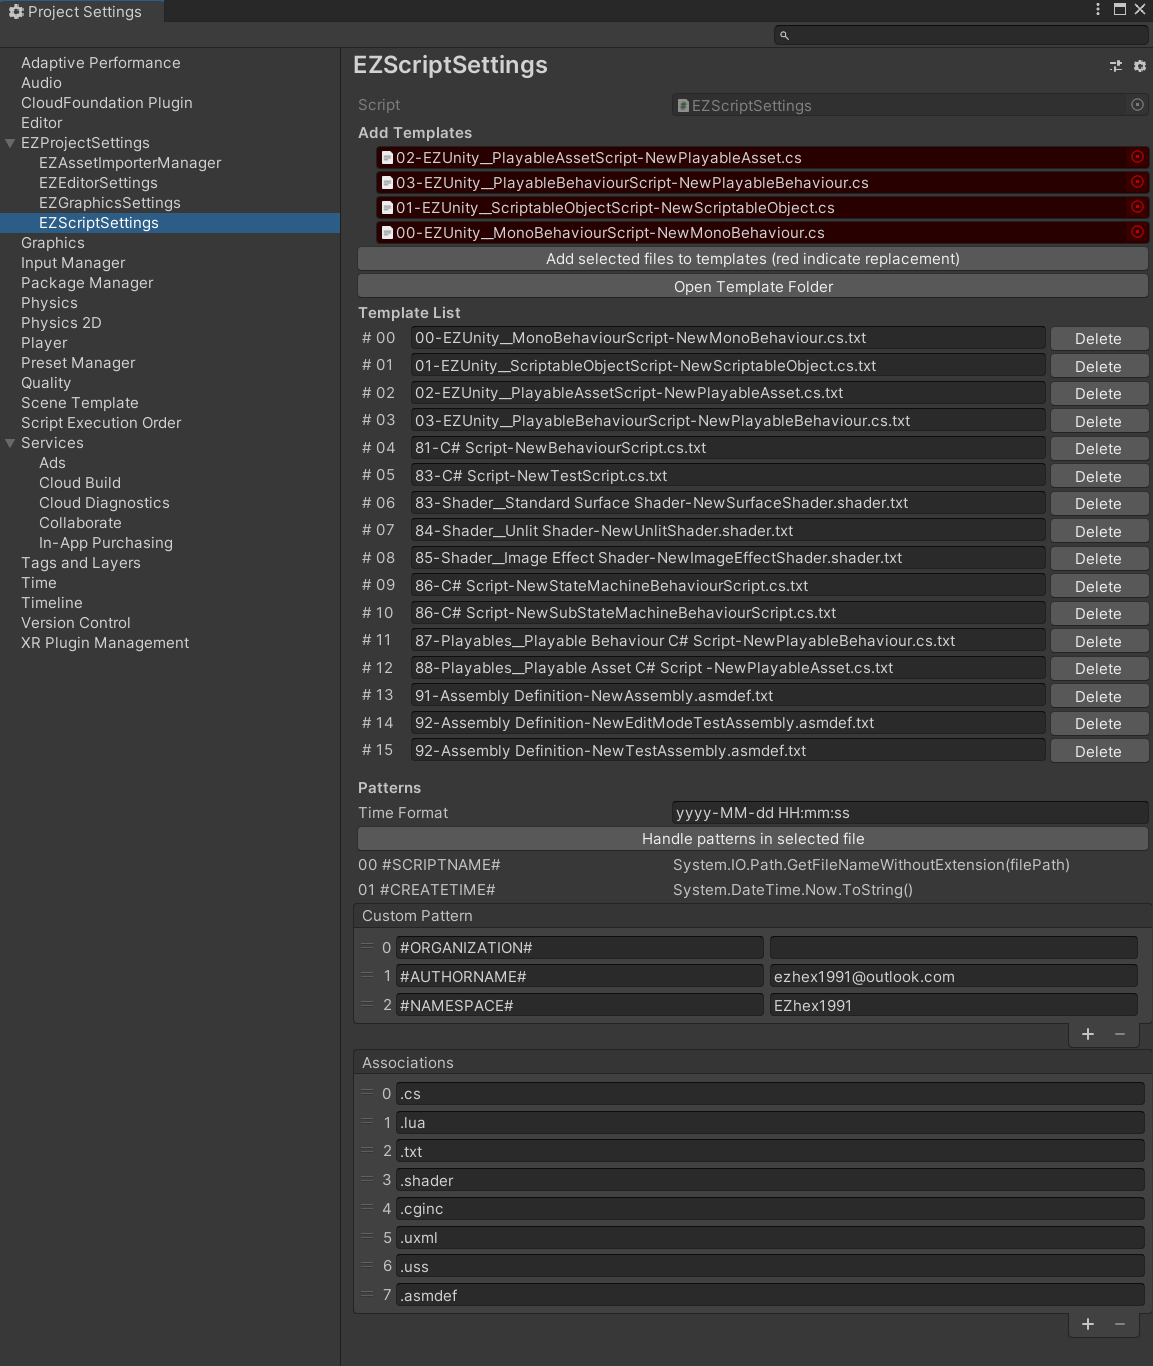 Project Settings
Adaptive Performance
Audio
CloudFoundation Plugin
Editor
EZProjectSettings
EZAssetImporterManager
EZEditorSettings
EZGraphicsSettings
EZScriptSettings
Graphics
Input Manager
Package Manager
Physics
Physics 2D
Player
Preset Manager
Quality
Scene Template
Script Execution Order
Services
Ads
Cloud Build
Cloud Diagnostics
Collaborate
In-App Purchasing
Tags and Layers
Time
Timeline
Version Control
XR Plugin Management
EZScriptSettings
Script EZScriptSettings
Add Templates
02-EZUnity__PlayableAssetScript-NewPlayableAsset.cs
03-EZUnity__PlayableBehaviourScript-NewPlayableBehaviour.cs
01-EZUnity__ScriptableObjectScript-NewScriptableObject.cs
00-EZUnity__MonoBehaviourScript-NewMonoBehaviour.cs
Add selected files to templates (red indicate replacement)
Open Template Folder
Template List
# 00 00-EZUnity__MonoBehaviourScript-NewMonoBehaviour.cs.txt Delete
# 01 01-EZUnity__ScriptableObjectScript-NewScriptableObject.cs.txt Delete
# 02 02-EZUnity__PlayableAssetScript-NewPlayableAsset.cs.txt Delete
# 03 03-EZUnity__PlayableBehaviourScript-NewPlayableBehaviour.cs.txt Delete
# 04 81-C# Script-NewBehaviourScript.cs.txt Delete
# 05 83-C# Script-NewTestScript.cs.txt Delete
# 06 83-Shader__Standard Surface Shader-NewSurfaceShader.shader.txt Delete
# 07 84-Shader__Unlit Shader-NewUnlitShader.shader.txt Delete
# 08 85-Shader__Image Effect Shader-NewImageEffectShader.shader.txt Delete
# 09 86-C# Script-NewStateMachineBehaviourScript.cs.txt Delete
# 10 86-C# Script-NewSubStateMachineBehaviourScript.cs.txt Delete
# 11 87-Playables__Playable Behaviour C# Script-NewPlayableBehaviour.cs.txt Delete
# 12 88-Playables__Playable Asset C# Script -NewPlayableAsset.cs.txt Delete
# 13 91-Assembly Definition-NewAssembly.asmdef.txt Delete
# 14 92-Assembly Definition-NewEditModeTestAssembly.asmdef.txt Delete
# 15 92-Assembly Definition-NewTestAssembly.asmdef.txt Delete
Patterns
Time Format yyyy-MM-dd HH:mm:ss
Handle patterns in selected file
00 #SCRIPTNAME# System.IO.Path.GetFileNameWithoutExtension(filePath)
01 #CREATETIME# System.DateTime.Now.ToString()
Custom Pattern
0 #ORGANIZATION#
1 #AUTHORNAME# ezhex1991@outlook.com
2 #NAMESPACE# EZhex1991
Associations
0 .cs
1 .lua
2 .txt
3 .shader
4 .cginc
5 .uxml
6 .uss
7 .asmdef